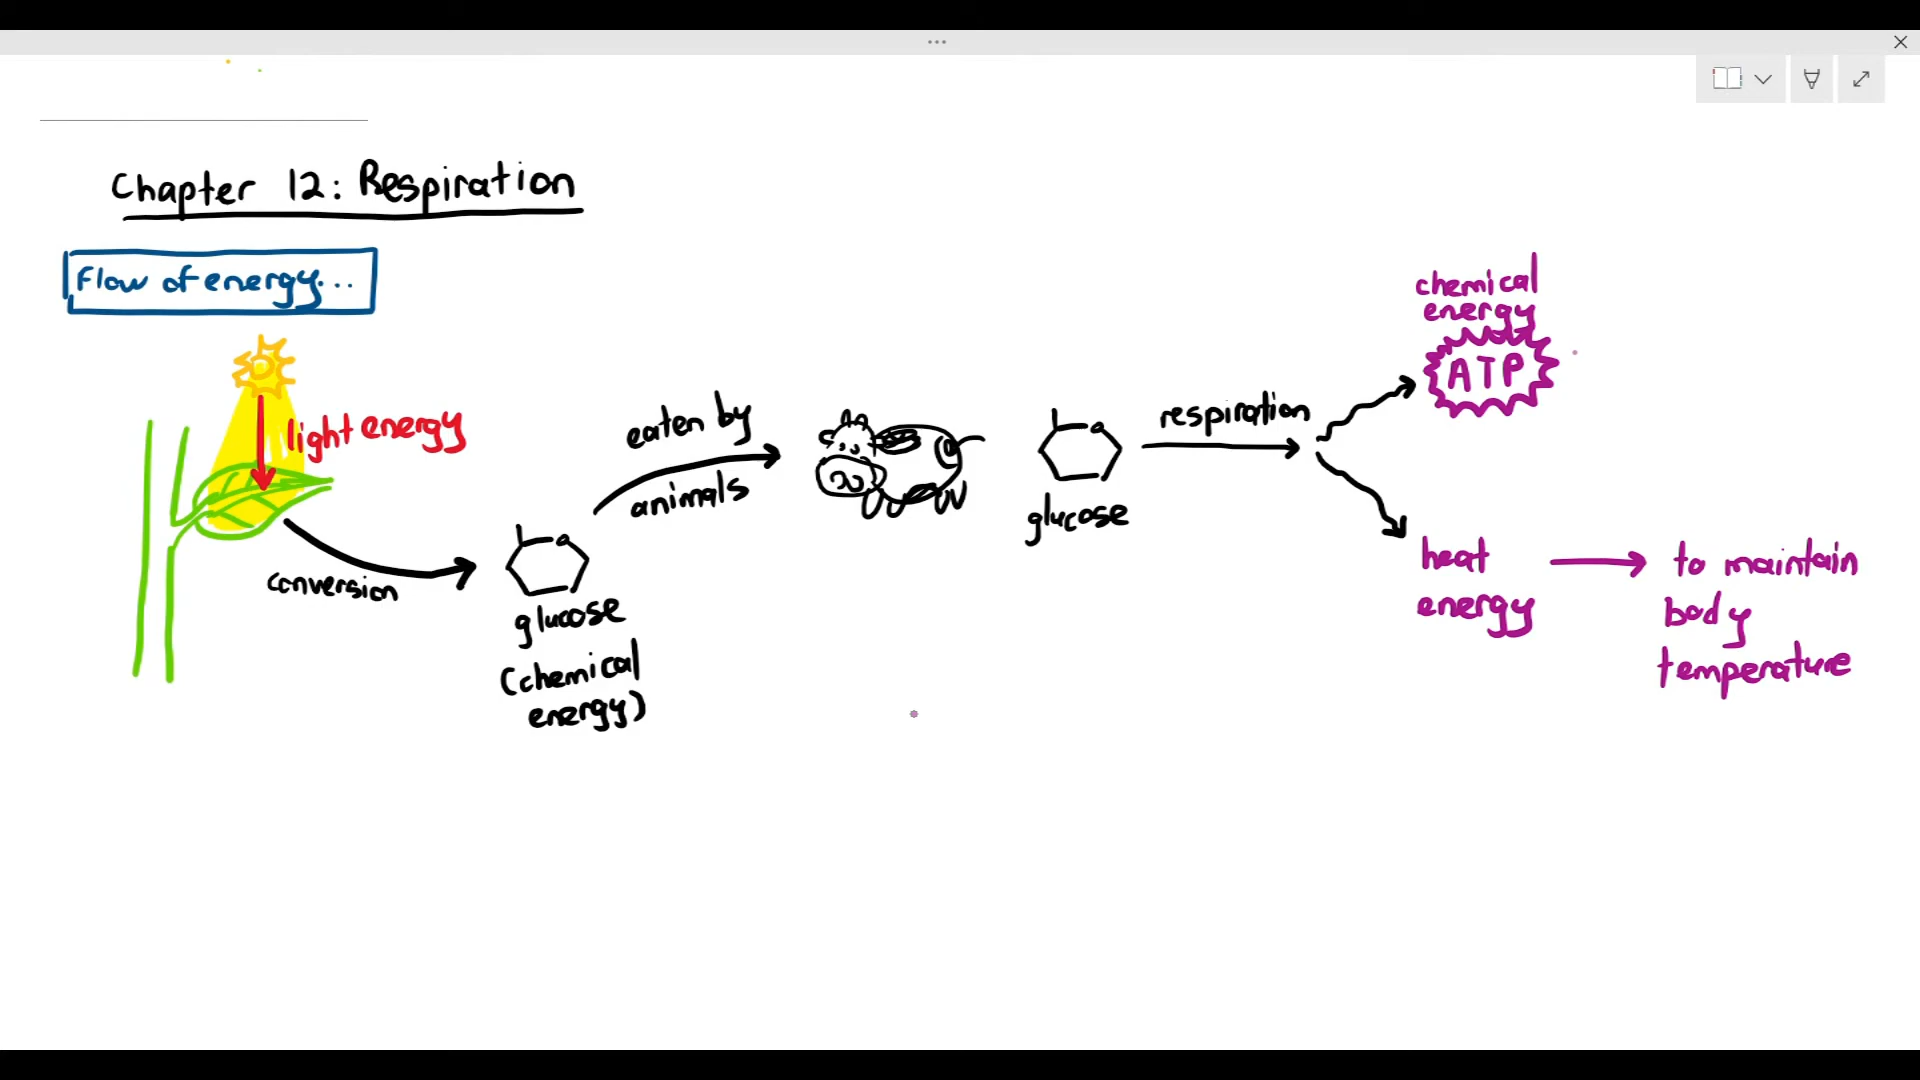 Chapter 12: Respiration
Flow of energy...
light energy
conversion
glucose
(chemical
energy)
eaten by
animals
glucose
respiration
chemical
energy
ATP
heat
energy
to maintain
body
temperature